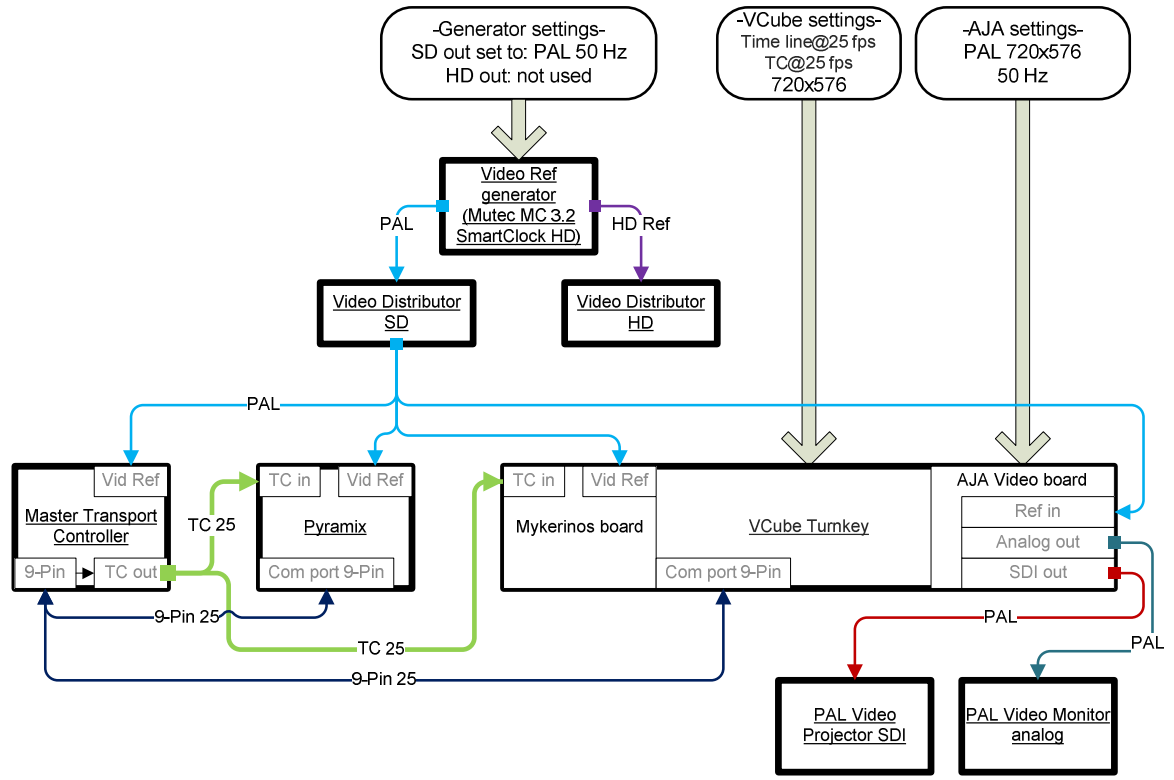 -Generator settings-
SD out set to: PAL 50 Hz
HD out: not used
-VCube settings-
Time line@25 fps
TC@25 fps
720x576
-AJA settings-
PAL 720x576
50 Hz
Video Ref
generator
(Mutec MC 3.2
SmartClock HD)
PAL
HD Ref
Video Distributor
SD
Video Distributor
HD
PAL
Vid Ref
Master Transport
Controller
9-Pin
TC out
TC 25
TC in
Vid Ref
Pyramix
Com port 9-Pin
TC in
Vid Ref
Mykerinos board
VCube Turnkey
Com port 9-Pin
AJA Video board
Ref in
Analog out
SDI out
9-Pin 25
TC 25
9-Pin 25
PAL
PAL
PAL Video
Projector SDI
PAL Video Monitor
analog